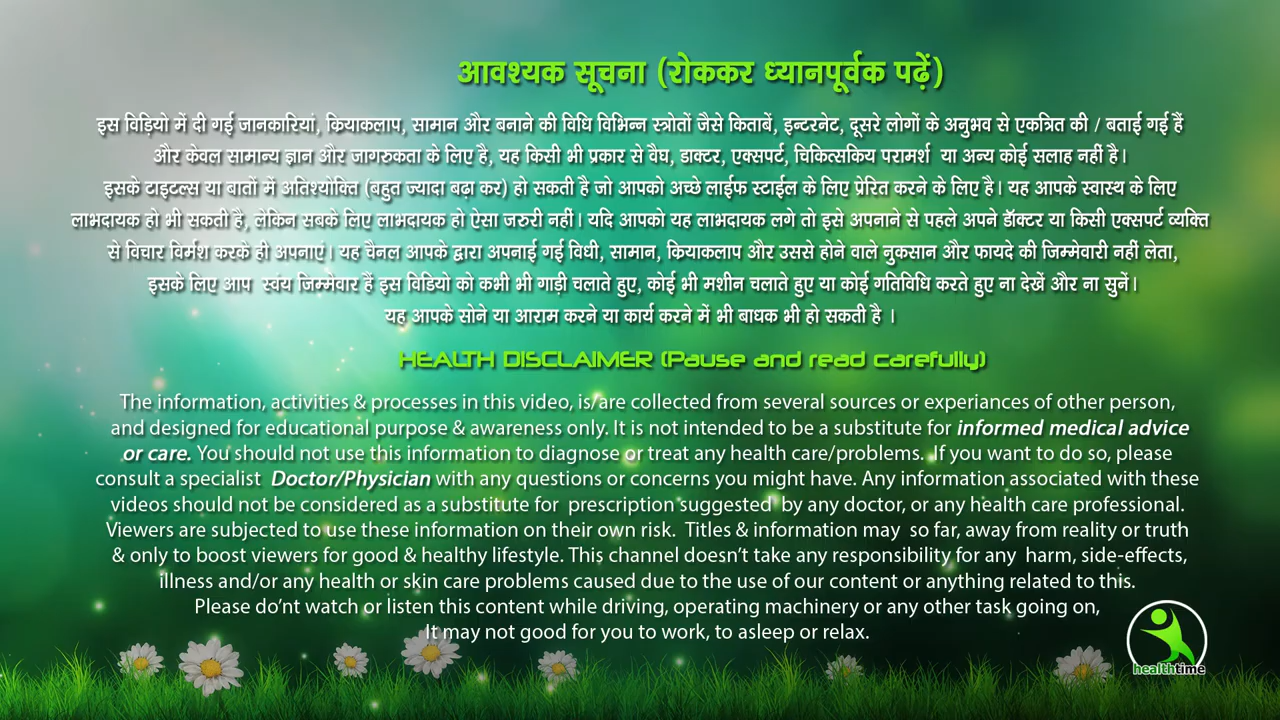 आवश्यक सूचना (रोककर ध्यानपूर्वक पढ़ें)
इस विड़ियो में दी गई जानकारियां, क्रियाकलाप, सामान और बनाने की विधि विभिन्न स्त्रोतों जैसे किताबें, इन्टरनेट, दूसरे लोगों के अनुभव से एकत्रित की / बताई गई हैं
और केवल सामान्य ज्ञान और जागरुकता के लिए है, यह किसी भी प्रकार से वैघ, डाक्टर, एक्सपर्ट, चिकित्सकिय परामर्श या अन्य कोई सलाह नहीं है।
इसके टाइटल्स या बातों में अतिश्योक्ति (बहुत ज्यादा बढ़ा कर) हो सकती है जो आपको अच्छे लाईफ स्टाईल के लिए प्रेरित करने के लिए है। यह आपके स्वास्थ के लिए
लाभदायक हो भी सकती है, लेकिन सबके लिए लाभदायक हो ऐसा जरुरी नहीं। यदि आपको यह लाभदायक लगे तो इसे अपनाने से पहले अपने डॅाक्टर या किसी एक्सपर्ट व्यक्ति
से विचार विर्मश करके ही अपनाएं। यह चैनल आपके द्वारा अपनाई गई विधी, सामान, क्रियाकलाप और उससे होने वाले नुकसान और फायदे की जिम्मेवारी नहीं लेता,
इसके लिए आप स्वंय जिम्मेवार हैं इस विडियो को कभी भी गाड़ी चलाते हुए, कोई भी मशीन चलाते हुए या कोई गतिविधि करते हुए ना देखें और ना सुनें।
यह आपके सोने या आराम करने या कार्य करने में भी बाधक भी हो सकती है ।
HEALTH DISCLAIMER (Pause and read carefully)
The information, activities & processes in this video, is/are collected from several sources or experiances of other person,
and designed for educational purpose & awareness only. It is not intended to be a substitute for informed medical advice
or care. You should not use this information to diagnose or treat any health care/problems. If you want to do so, please
consult a specialist Doctor/Physician with any questions or concerns you might have. Any information associated with these
videos should not be considered as a substitute for prescription suggested by any doctor, or any health care professional.
Viewers are subjected to use these information on their own risk. Titles & information may so far, away from reality or truth
& only to boost viewers for good & healthy lifestyle. This channel doesn't take any responsibility for any harm, side-effects,
illness and/or any health or skin care problems caused due to the use of our content or anything related to this.
Please do'nt watch or listen this content while driving, operating machinery or any other task going on,
It may not good for you to work, to asleep or relax.
healthtime